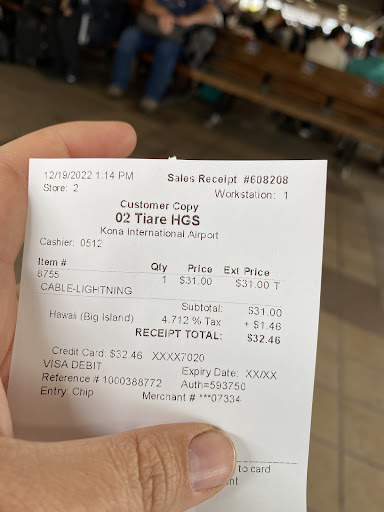 12/19/2022 1:14 PM Sales Receipt #608208
Store: 2 Workstation: 1
Customer Copy
02 Tiare HGS
Kona International Airport
Cashier: 0512
Item # Qty Price Ext Price
8755 1 $31.00 $31.00 T
CABLE-LIGHTNING
Subtotal: $31.00
Hawaii (Big Island) 4.712 % Tax + $1.46
RECEIPT TOTAL: $32.46
Credit Card: $32.46 XXXX7020
VISA DEBIT Expiry Date: XX/XX
Reference # 1000388772 Auth=593750
Entry: Chip Merchant # ***07334
to card